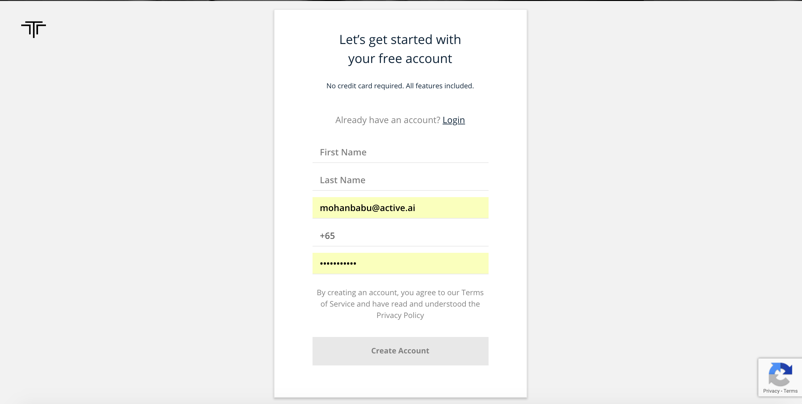 Let’s get started with
your free account
No credit card required. All features included.
Already have an account? Login
First Name
Last Name
mohanbabu@active.ai
+65
•••••••••••
By creating an account, you agree to our Terms
of Service and have read and understood the
Privacy Policy
Create Account
Privacy - Terms